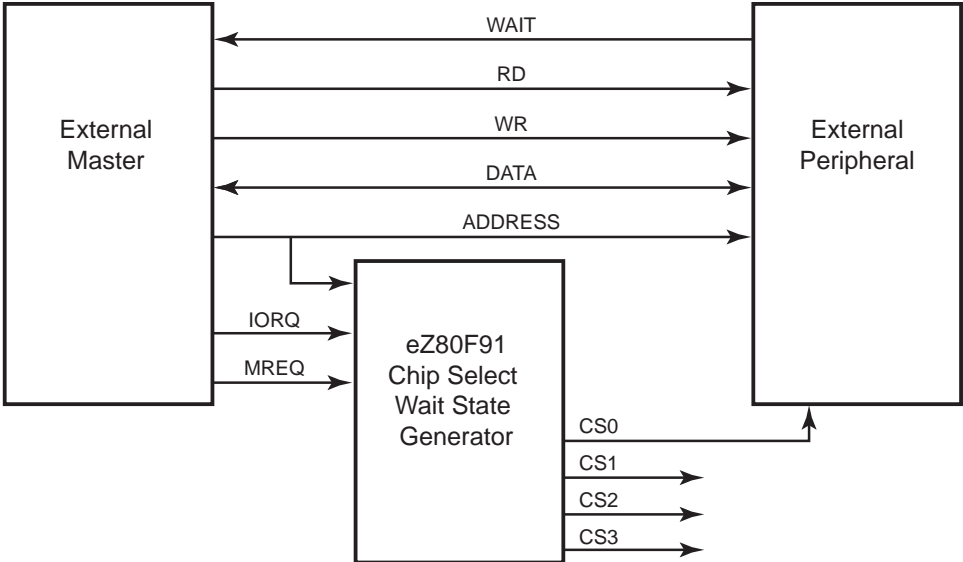 WAIT
RD
WR
DATA
ADDRESS
External
Master
External
Peripheral
IORQ
MREQ
eZ80F91
Chip Select
Wait State
Generator
CS0
CS1
CS2
CS3